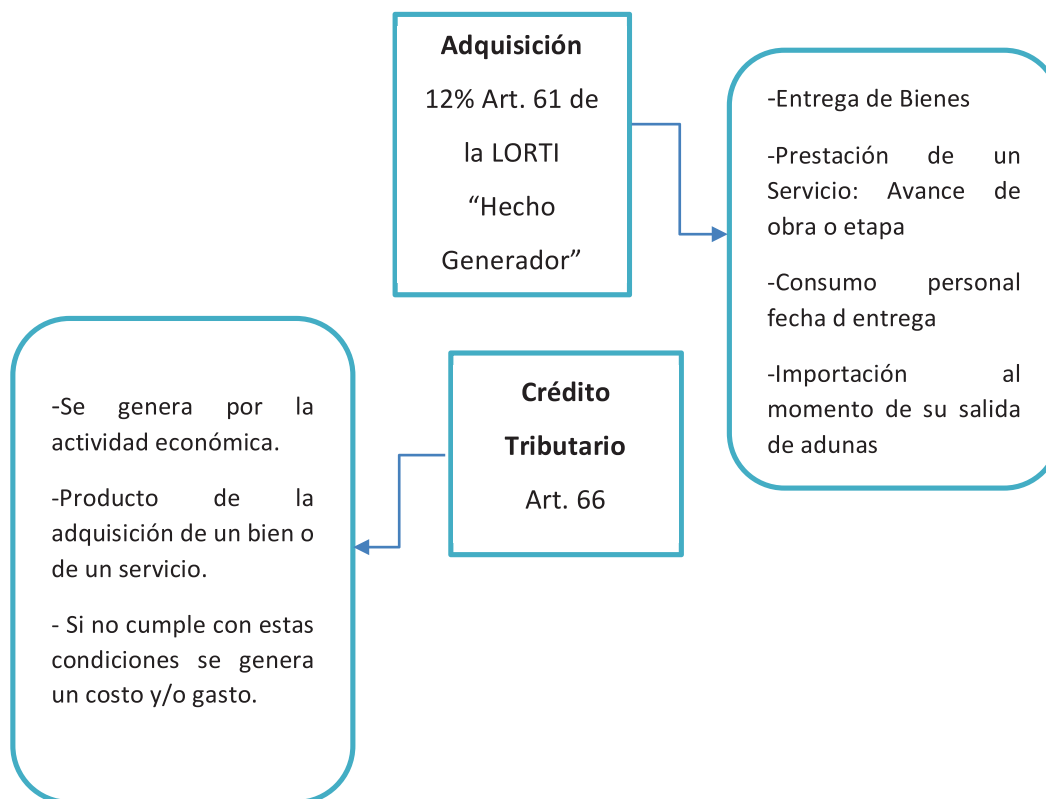 Adquisición
12% Art. 61 de
la LORTI
“Hecho
Generador”
-Entrega de Bienes
-Prestación de un
Servicio: Avance de
obra o etapa
-Consumo personal
fecha d entrega
-Importación al
momento de su salida
de adunas
Crédito
Tributario
Art. 66
-Se genera por la
actividad económica.
-Producto de la
adquisición de un bien o
de un servicio.
- Si no cumple con estas
condiciones se genera
un costo y/o gasto.